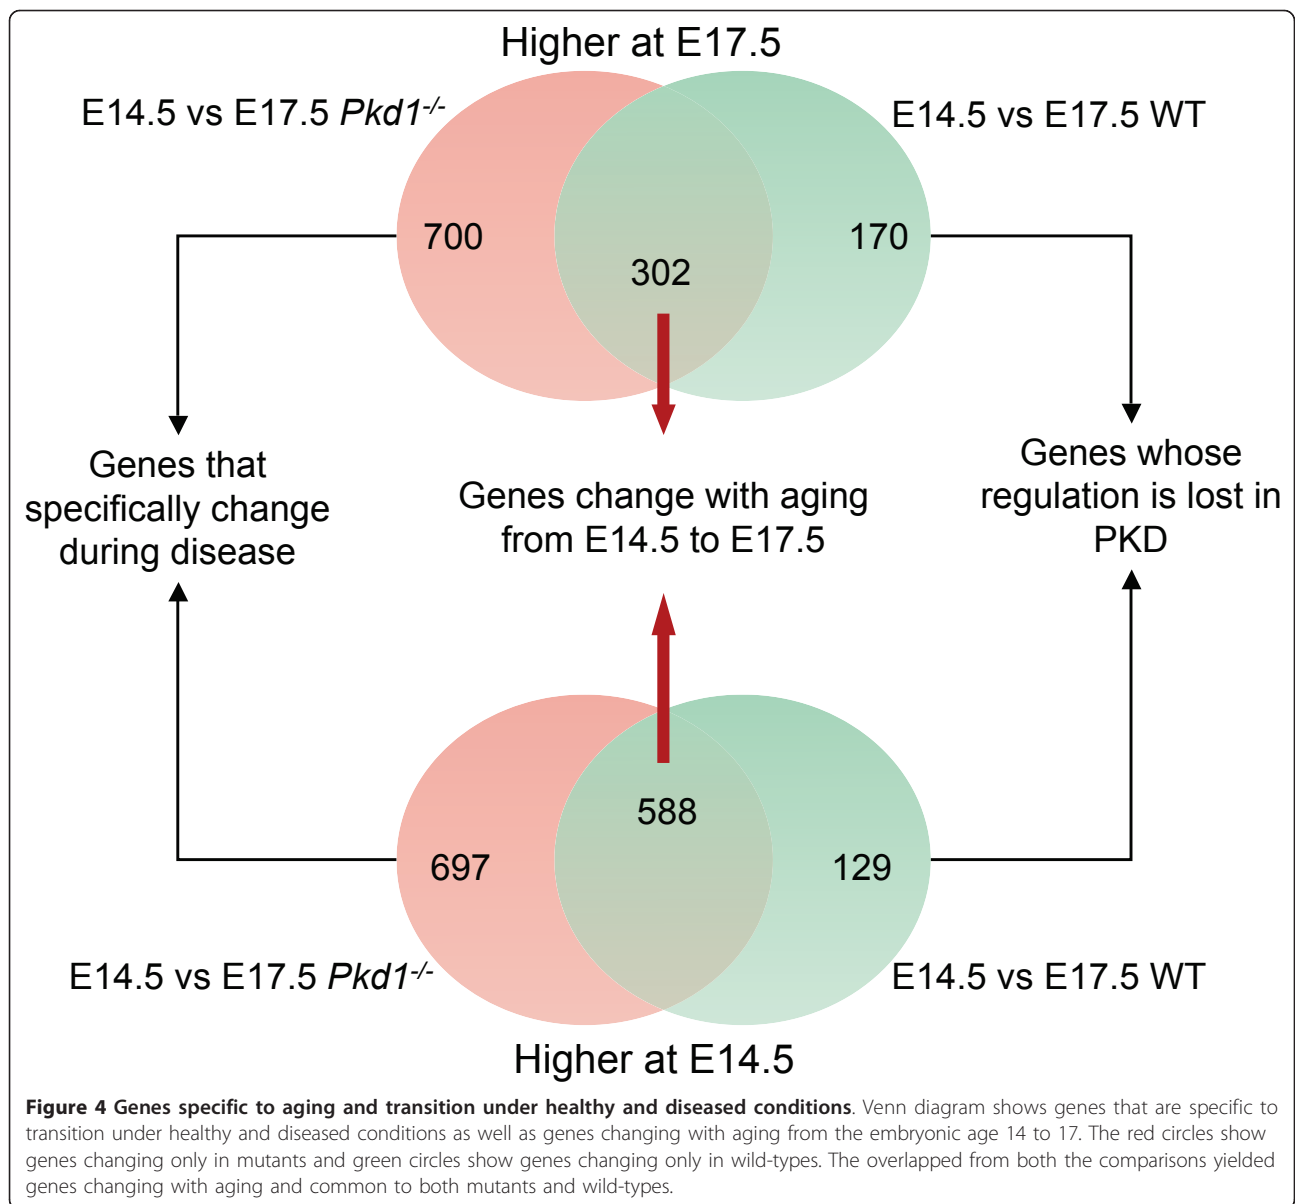 Higher at E17.5
E14.5 vs E17.5 Pkd1-/-
E14.5 vs E17.5 WT
700
302
170
Genes that
specifically change
during disease
Genes change with aging
from E14.5 to E17.5
Genes whose
regulation is lost in
PKD
588
697
129
E14.5 vs E17.5 Pkd1-/-
E14.5 vs E17.5 WT
Higher at E14.5
Figure 4 Genes specific to aging and transition under healthy and diseased conditions. Venn diagram shows genes that are specific to
transition under healthy and diseased conditions as well as genes changing with aging from the embryonic age 14 to 17. The red circles show
genes changing only in mutants and green circles show genes changing only in wild-types. The overlapped from both the comparisons yielded
genes changing with aging and common to both mutants and wild-types.